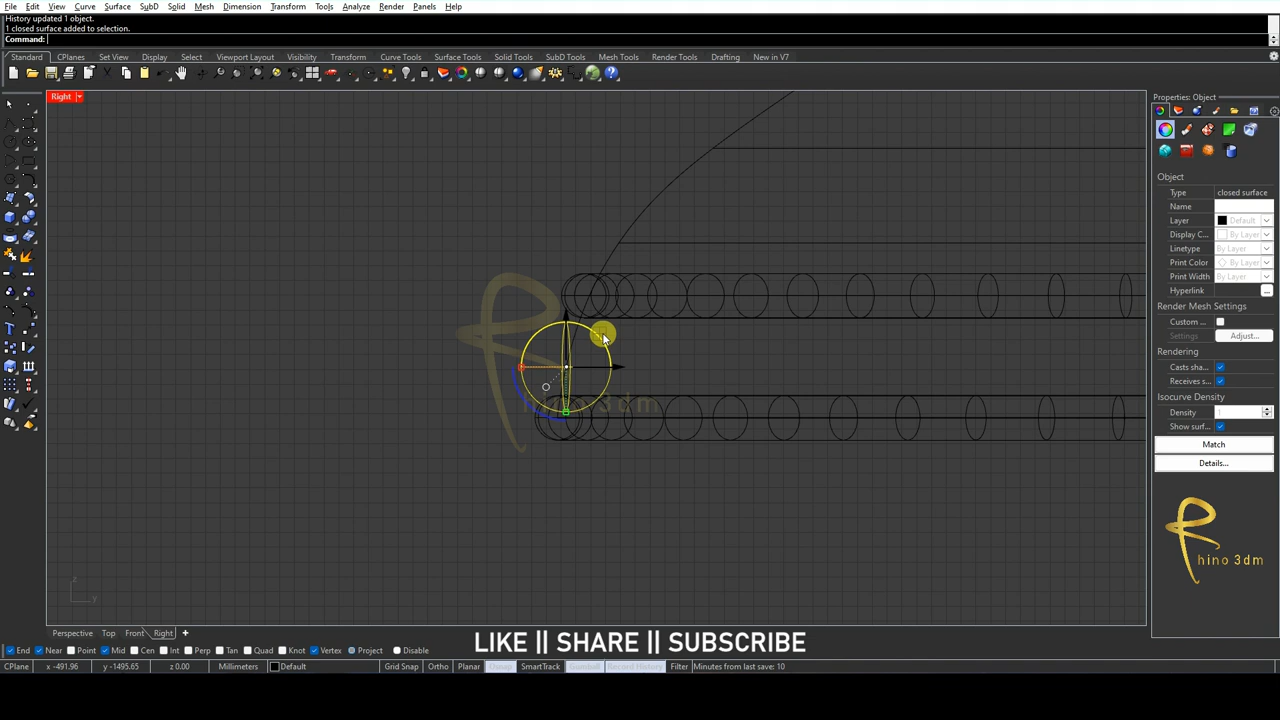 File Edit View Curve Surface SubD Solid Mesh Dimension Transform Tools Analyze Render Panels Help
History updated 1 object.
1 closed surface added to selection.
Command:
Standard CPlanes Set View Display Select Viewport Layout Visibility Transform Curve Tools Surface Tools Solid Tools SubD Tools Mesh Tools Render Tools Drafting New in V7
Right
Properties: Object
Object
Type closed surface
Name
Layer Default
Display C... By Layer
Linetype By Layer
Print Color By Layer
Print Width By Layer
Hyperlink ...
Render Mesh Settings
Custom ...
Settings Adjust...
Rendering
Casts sha...
Receives s...
Isocurve Density
Density 1
Show surf...
Match
Details...
hino 3dm
hino 3dm
z
y
Perspective Top Front Right
LIKE || SHARE || SUBSCRIBE
End Near Point Mid Cen Int Perp Tan Quad Knot Vertex Project Disable
CPlane x -491.96 y -1495.65 z 0.00 Millimeters Default Grid Snap Ortho Planar Osnap SmartTrack Gumball Record History Filter Minutes from last save: 10